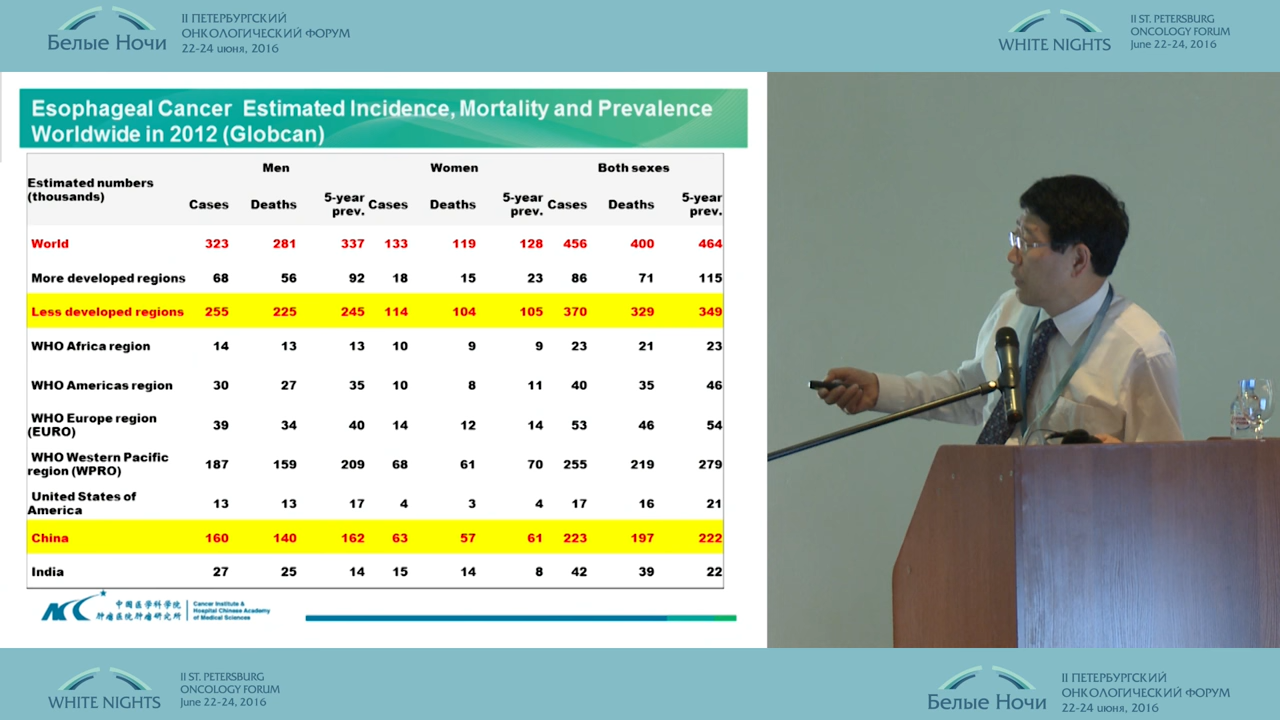 Белые Ночи
II ПЕТЕРБУРГСКИЙ
ОНКОЛОГИЧЕСКИЙ ФОРУМ
22-24 июня, 2016
WHITE NIGHTS
II ST. PETERSBURG
ONCOLOGY FORUM
June 22-24, 2016
Esophageal Cancer Estimated Incidence, Mortality and Prevalence
Worldwide in 2012 (Globcan)
Men Women Both sexes
Estimated numbers
(thousands)
Cases Deaths 5-year prev. Cases Deaths 5-year prev. Cases Deaths 5-year prev.
World 323 281 337 133 119 128 456 400 464
More developed regions 68 56 92 18 15 23 86 71 115
Less developed regions 255 225 245 114 104 105 370 329 349
WHO Africa region 14 13 13 10 9 9 23 21 23
WHO Americas region 30 27 35 10 8 11 40 35 46
WHO Europe region
(EURO) 39 34 40 14 12 14 53 46 54
WHO Western Pacific
region (WPRO) 187 159 209 68 61 70 255 219 279
United States of
America 13 13 17 4 3 4 17 16 21
China 160 140 162 63 57 61 223 197 222
India 27 25 14 15 14 8 42 39 22
中国医学科学院
肿瘤医院肿瘤研究所
Cancer Institute &
Hospital Chinese Academy
of Medical Sciences
WHITE NIGHTS
II ST. PETERSBURG
ONCOLOGY FORUM
June 22-24, 2016
Белые Ночи
II ПЕТЕРБУРГСКИЙ
ОНКОЛОГИЧЕСКИЙ ФОРУМ
22-24 июня, 2016